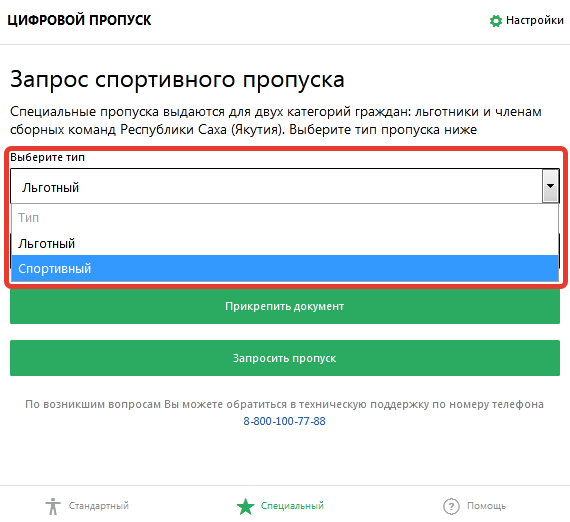 ЦИФРОВОЙ ПРОПУСК
Настройки
Запрос спортивного пропуска
Специальные пропуска выдаются для двух категорий граждан: льготники и членам
сборных команд Республики Саха (Якутия). Выберите тип пропуска ниже
Выберите тип
Льготный
Тип
Льготный
Спортивный
Прикрепить документ
Запросить пропуск
По возникшим вопросам Вы можете обратиться в техническую поддержку по номеру телефона
8-800-100-77-88
Стандартный
Специальный
Помощь